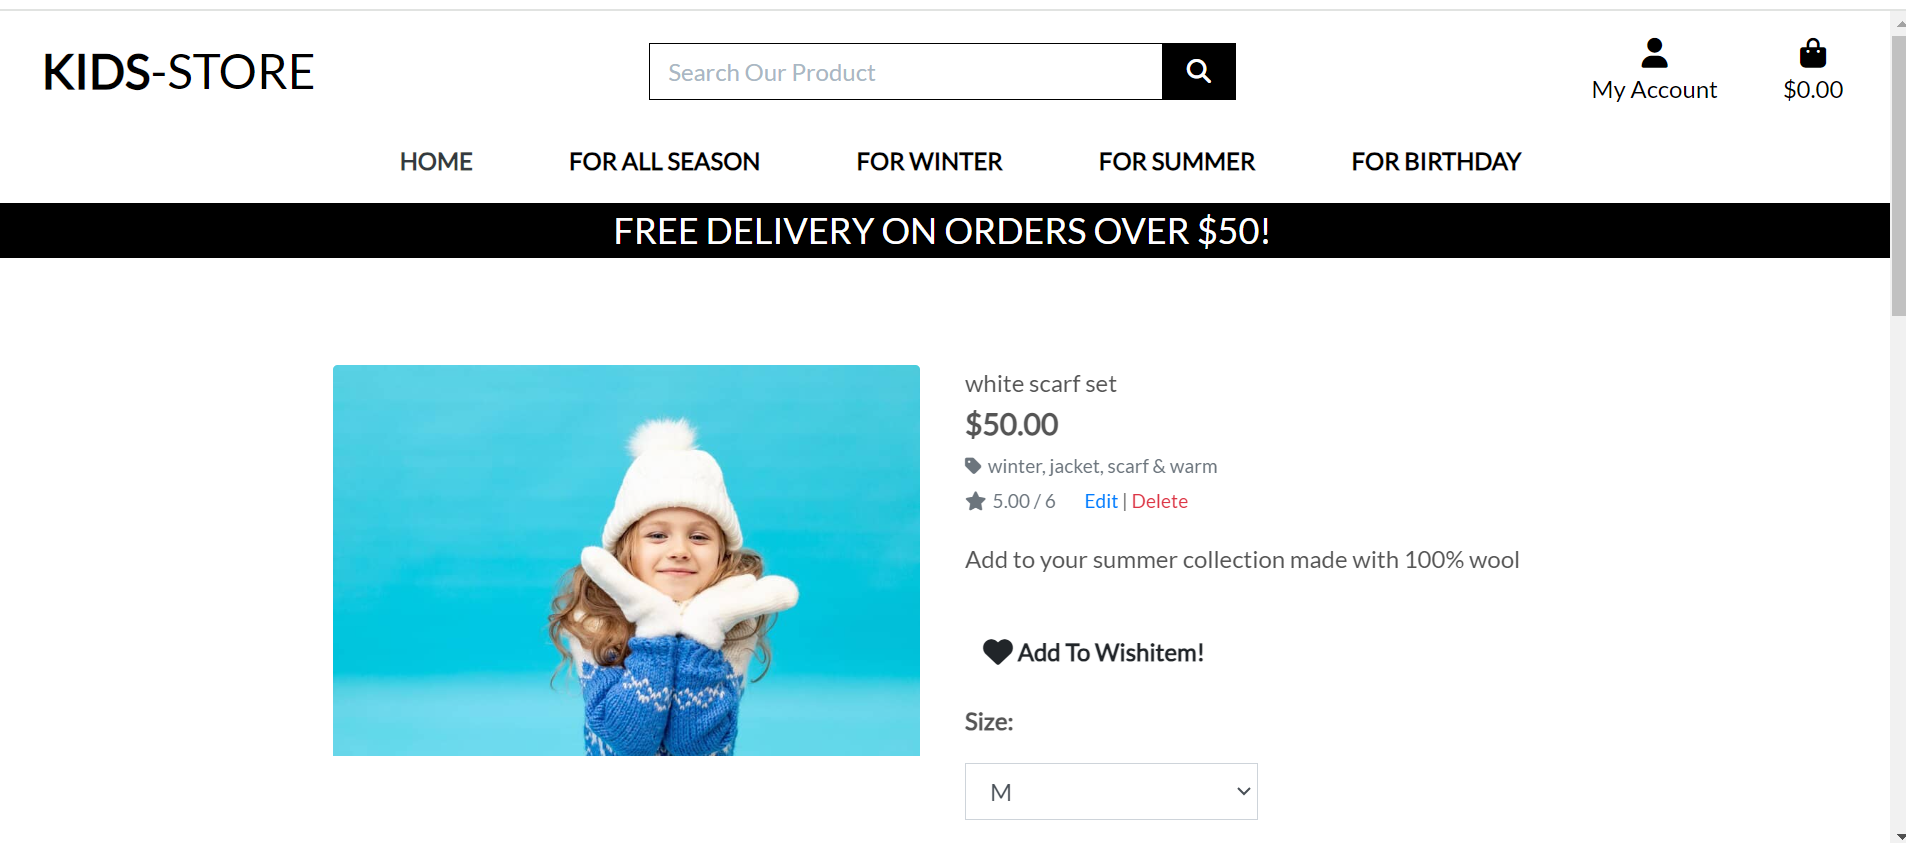 KIDS-STORE
Search Our Product
My Account
$0.00
HOME
FOR ALL SEASON
FOR WINTER
FOR SUMMER
FOR BIRTHDAY
FREE DELIVERY ON ORDERS OVER $50!
white scarf set
$50.00
winter, jacket, scarf & warm
5.00 / 6 Edit | Delete
Add to your summer collection made with 100% wool
Add To Wishitem!
Size:
M